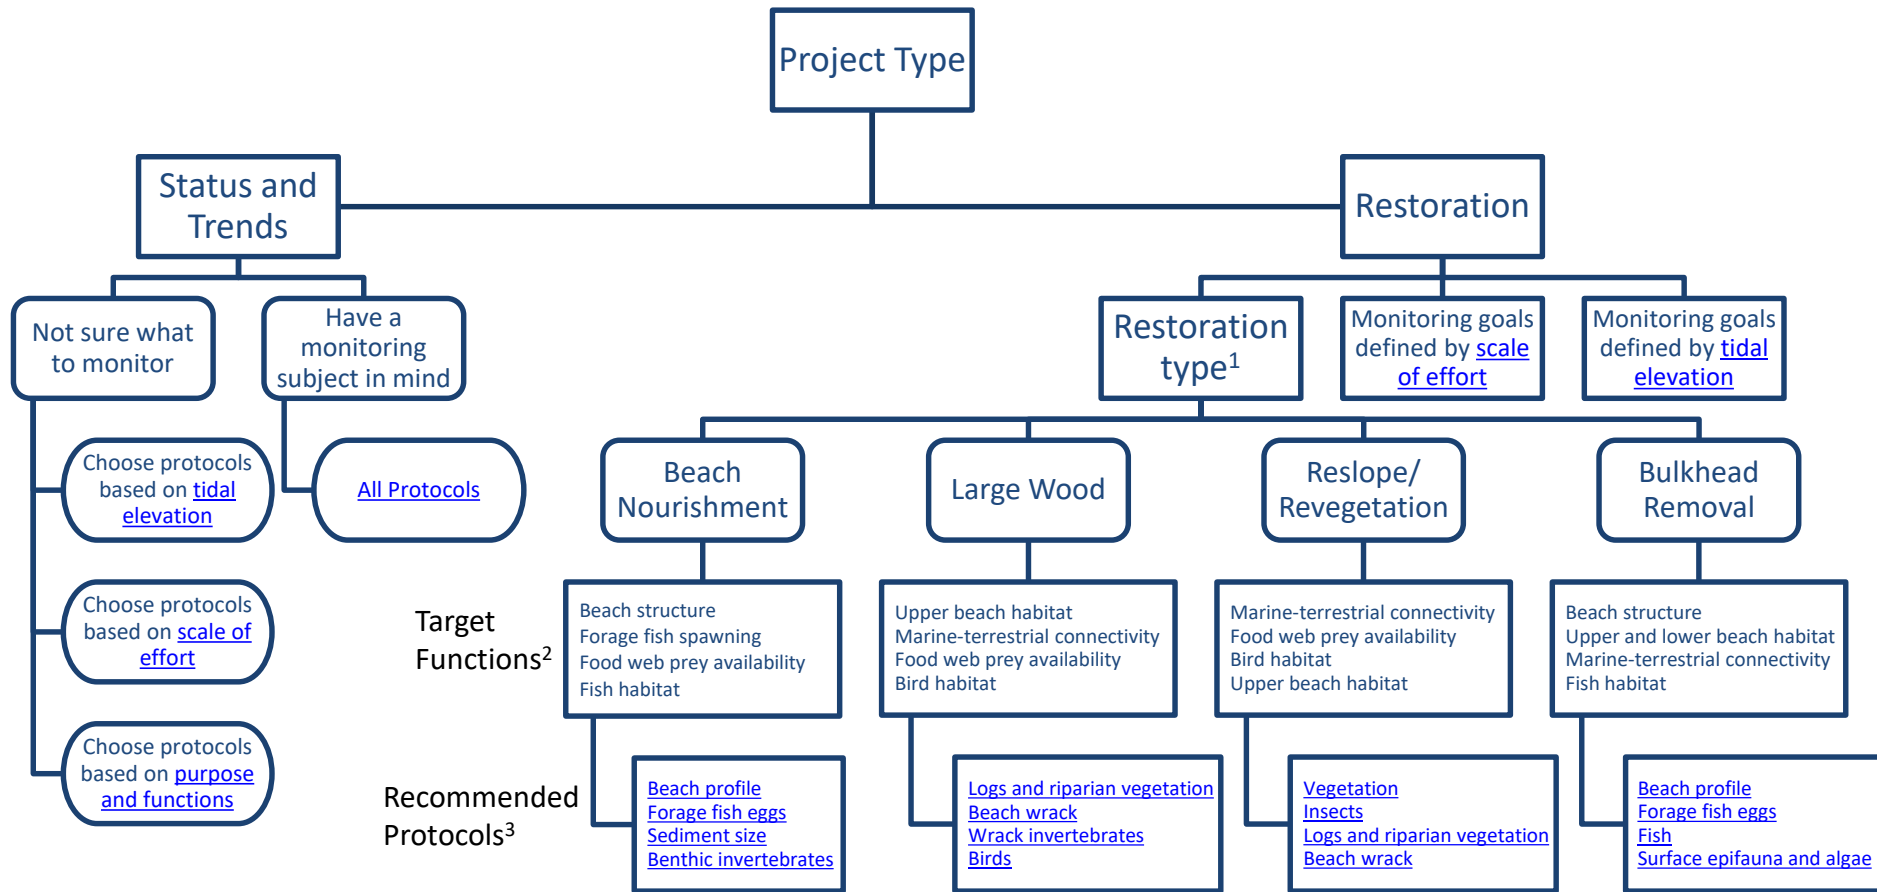 Project Type
Status and
Trends
Restoration
Not sure what
to monitor
Have a
monitoring
subject in mind
Restoration
type¹
Monitoring goals
defined by scale
of effort
Monitoring goals
defined by tidal
elevation
Choose protocols
based on tidal
elevation
All Protocols
Choose protocols
based on scale of
effort
Choose protocols
based on purpose
and functions
Beach
Nourishment
Large Wood
Reslope/
Revegetation
Bulkhead
Removal
Target
Functions²
Beach structure
Forage fish spawning
Food web prey availability
Fish habitat
Upper beach habitat
Marine-terrestrial connectivity
Food web prey availability
Bird habitat
Marine-terrestrial connectivity
Food web prey availability
Bird habitat
Upper beach habitat
Beach structure
Upper and lower beach habitat
Marine-terrestrial connectivity
Fish habitat
Recommended
Protocols³
Beach profile
Forage fish eggs
Sediment size
Benthic invertebrates
Logs and riparian vegetation
Beach wrack
Wrack invertebrates
Birds
Vegetation
Insects
Logs and riparian vegetation
Beach wrack
Beach profile
Forage fish eggs
Fish
Surface epifauna and algae